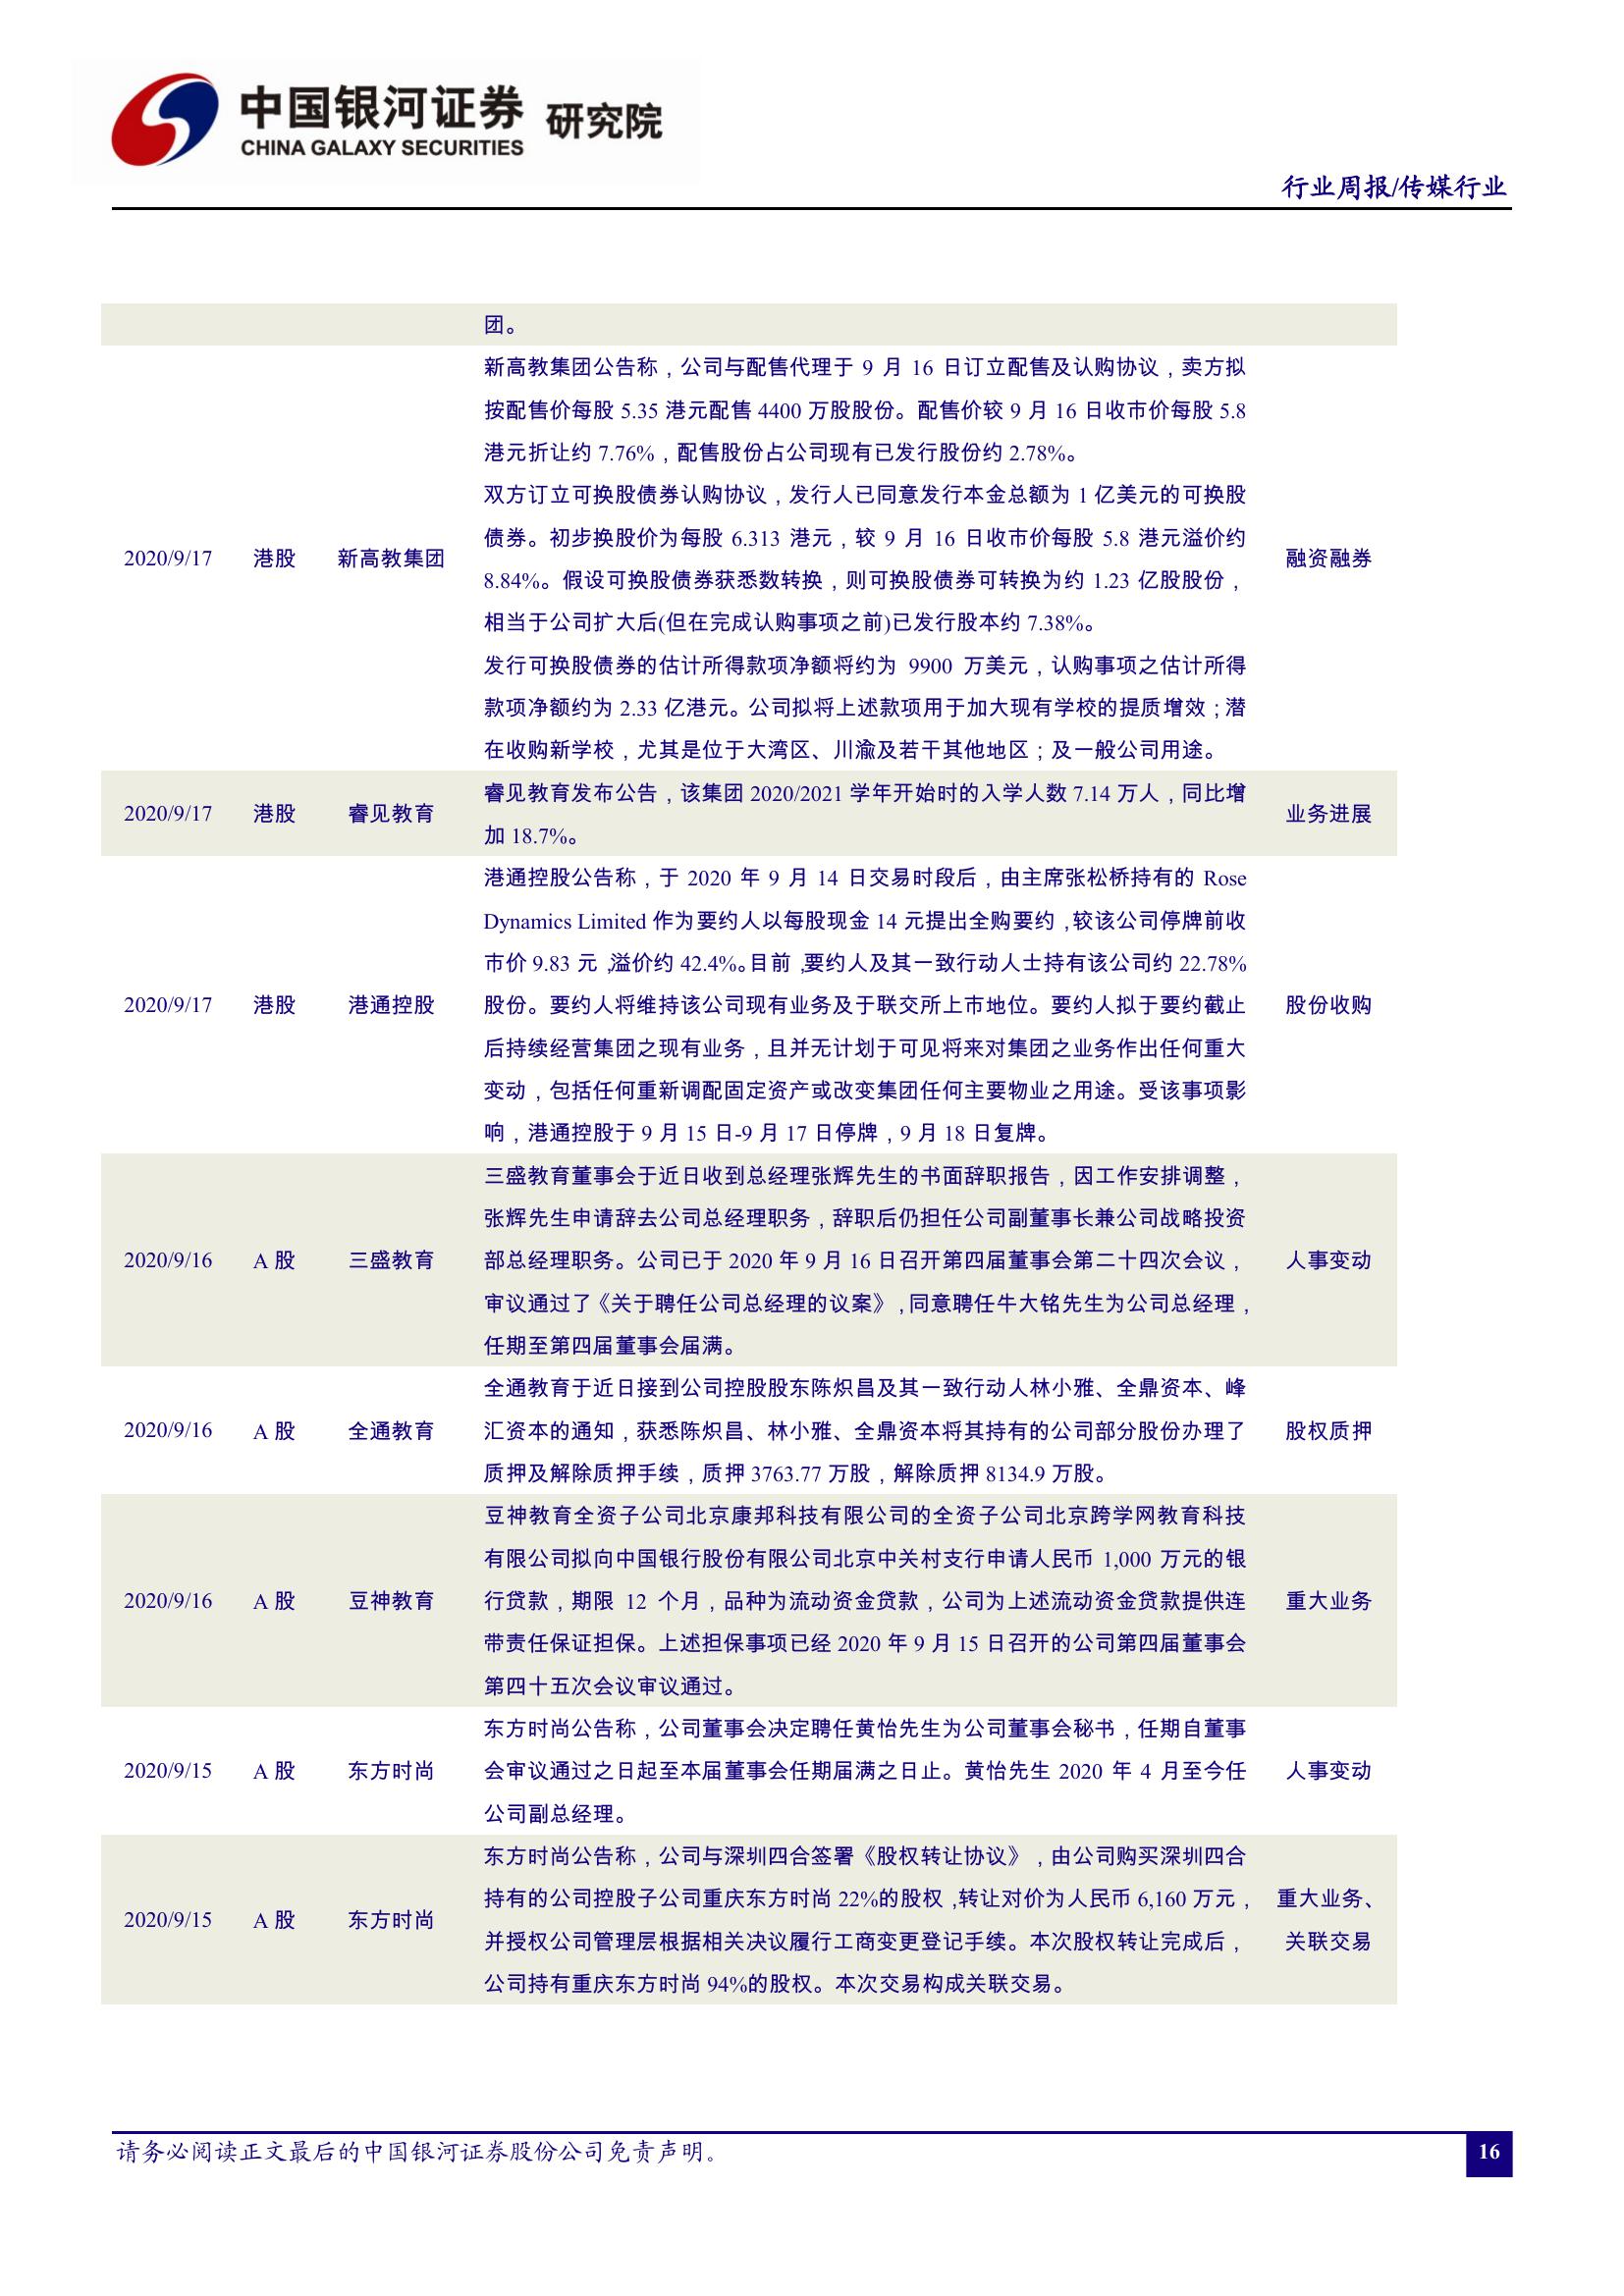 中国银河证券 研究院
CHINA GALAXY SECURITIES
行业周报/传媒行业
团。
新高教集团公告称，公司与配售代理于 9 月 16 日订立配售及认购协议，卖方拟
按配售价每股 5.35 港元配售 4400 万股股份。配售价较 9 月 16 日收市价每股 5.8
港元折让约 7.76%，配售股份占公司现有已发行股份约 2.78%。
双方订立可换股债券认购协议，发行人已同意发行本金总额为 1 亿美元的可换股
债券。初步换股价为每股 6.313 港元，较 9 月 16 日收市价每股 5.8 港元溢价约
2020/9/17 港股 新高教集团 融资融券
8.84%。假设可换股债券获悉数转换，则可换股债券可转换为约 1.23 亿股股份，
相当于公司扩大后(但在完成认购事项之前)已发行股本约 7.38%。
发行可换股债券的估计所得款项净额将约为 9900 万美元，认购事项之估计所得
款项净额约为 2.33 亿港元。公司拟将上述款项用于加大现有学校的提质增效；潜
在收购新学校，尤其是位于大湾区、川渝及若干其他地区；及一般公司用途。
睿见教育发布公告，该集团 2020/2021 学年开始时的入学人数 7.14 万人，同比增
2020/9/17 港股 睿见教育 业务进展
加 18.7%。
港通控股公告称，于 2020 年 9 月 14 日交易时段后，由主席张松桥持有的 Rose
Dynamics Limited 作为要约人以每股现金 14 元提出全购要约，较该公司停牌前收
市价 9.83 元，溢价约 42.4%。目前，要约人及其一致行动人士持有该公司约 22.78%
2020/9/17 港股 港通控股 股份。要约人将维持该公司现有业务及于联交所上市地位。要约人拟于要约截止 股份收购
后持续经营集团之现有业务，且并无计划于可见将来对集团之业务作出任何重大
变动，包括任何重新调配固定资产或改变集团任何主要物业之用途。受该事项影
响，港通控股于 9 月 15 日-9 月 17 日停牌，9 月 18 日复牌。
三盛教育董事会于近日收到总经理张辉先生的书面辞职报告，因工作安排调整，
张辉先生申请辞去公司总经理职务，辞职后仍担任公司副董事长兼公司战略投资
2020/9/16 A 股 三盛教育 部总经理职务。公司已于 2020 年 9 月 16 日召开第四届董事会第二十四次会议， 人事变动
审议通过了《关于聘任公司总经理的议案》，同意聘任牛大铭先生为公司总经理，
任期至第四届董事会届满。
全通教育于近日接到公司控股股东陈炽昌及其一致行动人林小雅、全鼎资本、峰
2020/9/16 A 股 全通教育 汇资本的通知，获悉陈炽昌、林小雅、全鼎资本将其持有的公司部分股份办理了 股权质押
质押及解除质押手续，质押 3763.77 万股，解除质押 8134.9 万股。
豆神教育全资子公司北京康邦科技有限公司的全资子公司北京跨学网教育科技
有限公司拟向中国银行股份有限公司北京中关村支行申请人民币 1,000 万元的银
2020/9/16 A 股 豆神教育 行贷款，期限 12 个月，品种为流动资金贷款，公司为上述流动资金贷款提供连 重大业务
带责任保证担保。上述担保事项已经 2020 年 9 月 15 日召开的公司第四届董事会
第四十五次会议审议通过。
东方时尚公告称，公司董事会决定聘任黄怡先生为公司董事会秘书，任期自董事
2020/9/15 A 股 东方时尚 会审议通过之日起至本届董事会任期届满之日止。黄怡先生 2020 年 4 月至今任 人事变动
公司副总经理。
东方时尚公告称，公司与深圳四合签署《股权转让协议》，由公司购买深圳四合
持有的公司控股子公司重庆东方时尚 22%的股权，转让对价为人民币 6,160 万元， 重大业务、
2020/9/15 A 股 东方时尚
并授权公司管理层根据相关决议履行工商变更登记手续。本次股权转让完成后， 关联交易
公司持有重庆东方时尚 94%的股权。本次交易构成关联交易。
请务必阅读正文最后的中国银河证券股份公司免责声明。 16